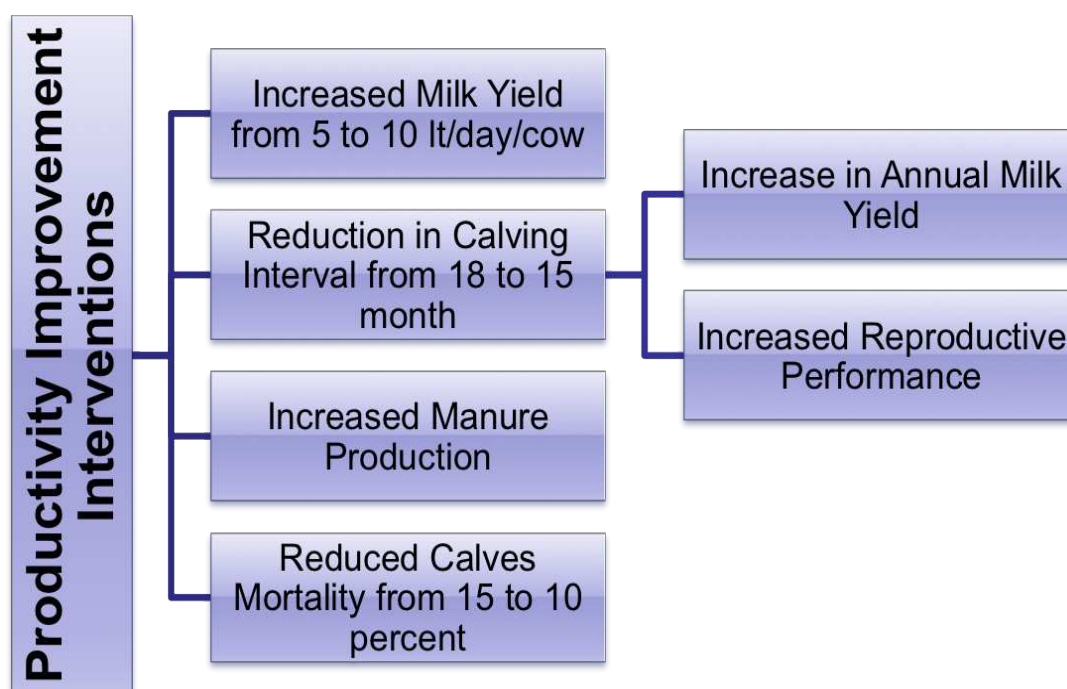 Productivity Improvement
Interventions
Increased Milk Yield
from 5 to 10 lt/day/cow
Reduction in Calving
Interval from 18 to 15
month
Increased Manure
Production
Reduced Calves
Mortality from 15 to 10
percent
Increase in Annual Milk
Yield
Increased Reproductive
Performance